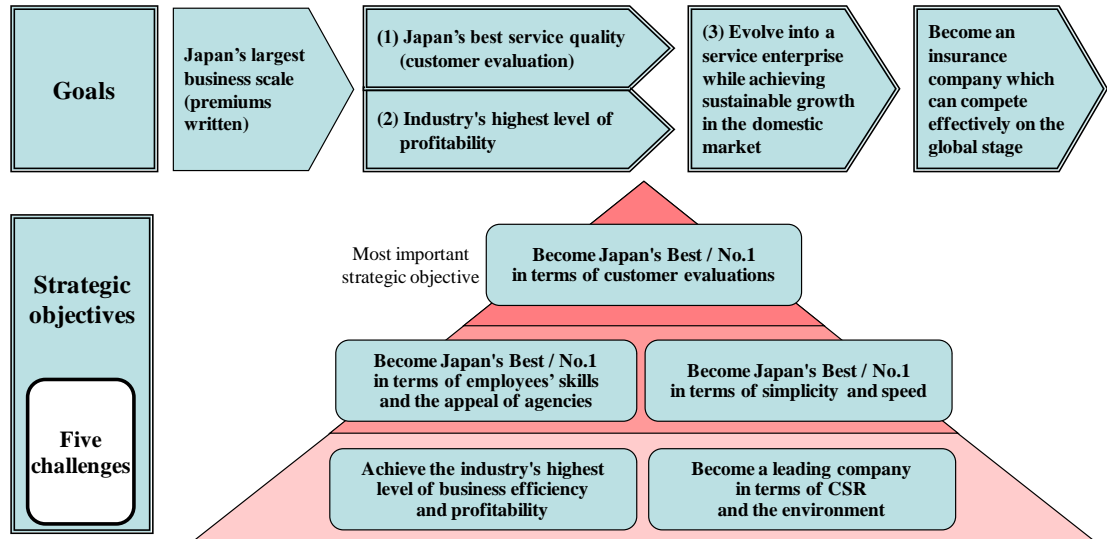 Goals
Japan’s largest
business scale
(premiums
written)
(1) Japan’s best service quality
(customer evaluation)
(2) Industry's highest level of
profitability
(3) Evolve into a
service enterprise
while achieving
sustainable growth
in the domestic
market
Become an
insurance
company which
can compete
effectively on the
global stage
Strategic
objectives
Five
challenges
Most important
strategic objective
Become Japan's Best / No.1
in terms of customer evaluations
Become Japan's Best / No.1
in terms of employees’ skills
and the appeal of agencies
Become Japan's Best / No.1
in terms of simplicity and speed
Achieve the industry's highest
level of business efficiency
and profitability
Become a leading company
in terms of CSR
and the environment